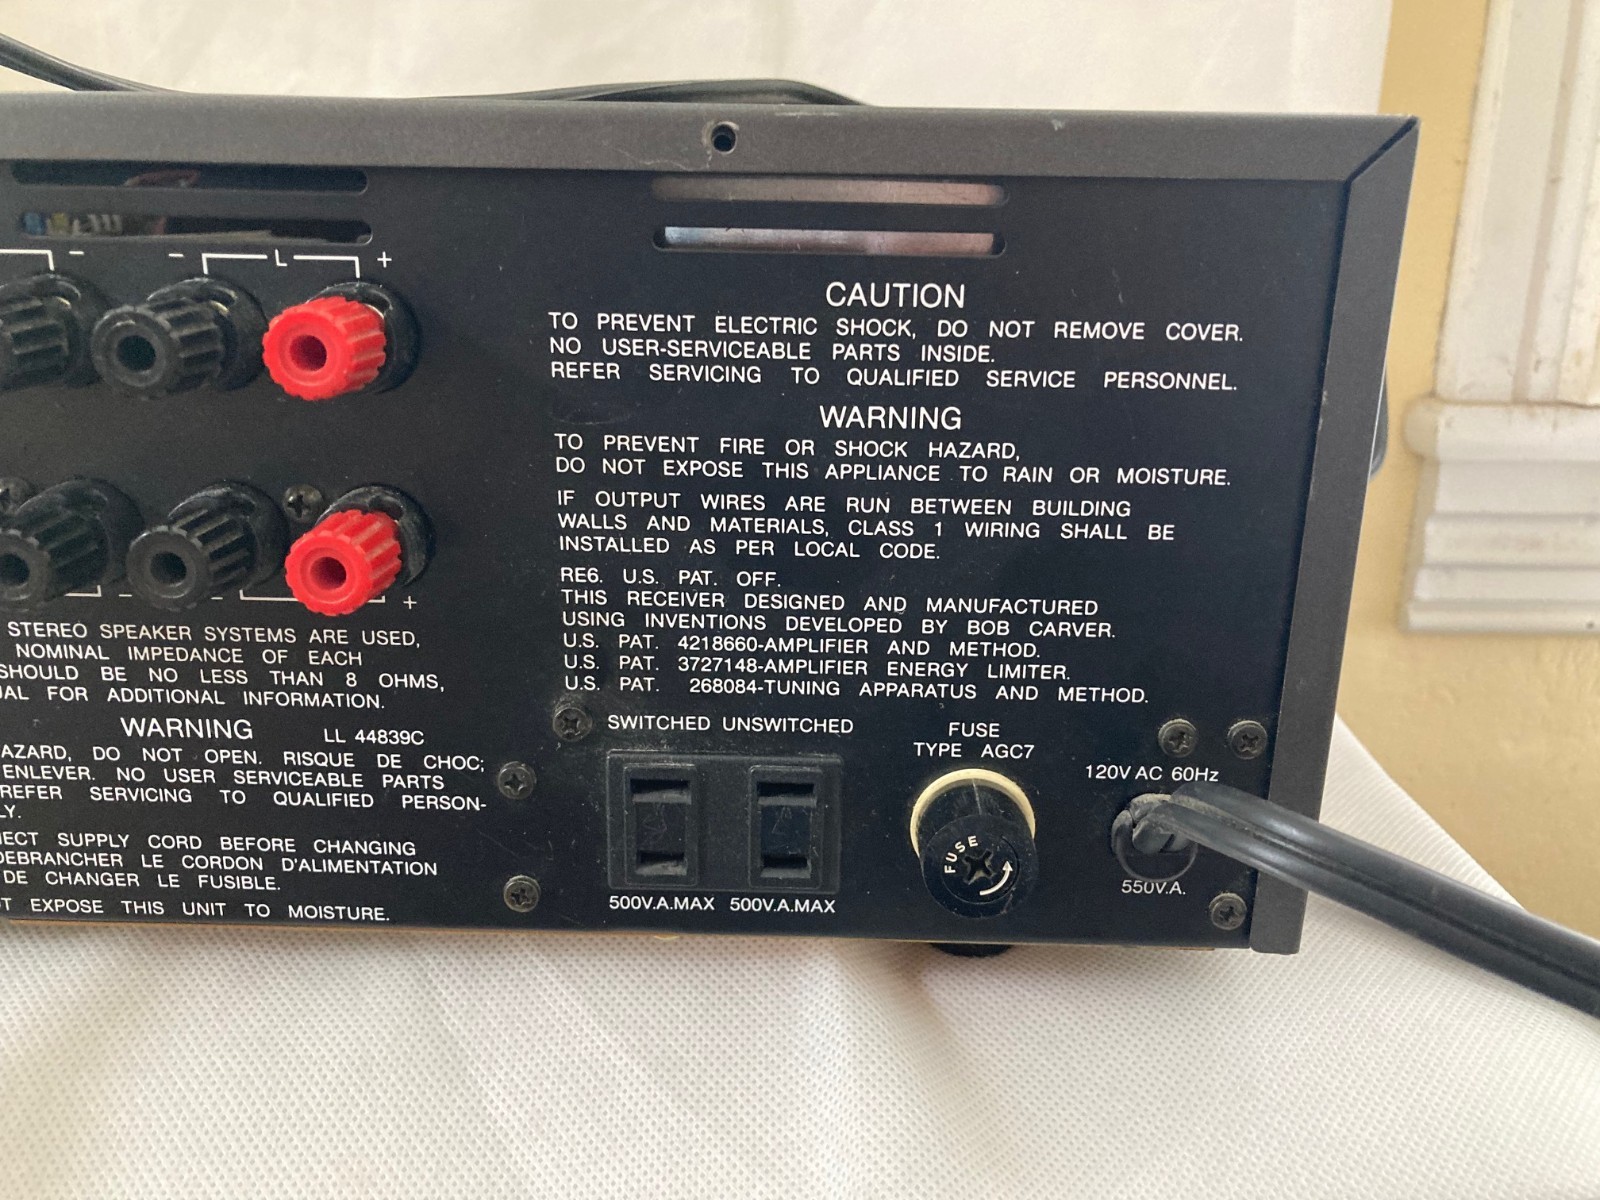 - - L +
CAUTION
TO PREVENT ELECTRIC SHOCK, DO NOT REMOVE COVER.
NO USER-SERVICEABLE PARTS INSIDE.
REFER SERVICING TO QUALIFIED SERVICE PERSONNEL.
WARNING
TO PREVENT FIRE OR SHOCK HAZARD,
DO NOT EXPOSE THIS APPLIANCE TO RAIN OR MOISTURE.
IF OUTPUT WIRES ARE RUN BETWEEN BUILDING
WALLS AND MATERIALS, CLASS 1 WIRING SHALL BE
INSTALLED AS PER LOCAL CODE.
RE6. U.S. PAT. OFF.
THIS RECEIVER DESIGNED AND MANUFACTURED
USING INVENTIONS DEVELOPED BY BOB CARVER.
U.S. PAT. 4218660-AMPLIFIER AND METHOD.
U.S. PAT. 3727148-AMPLIFIER ENERGY LIMITER.
U.S. PAT. 268084-TUNING APPARATUS AND METHOD.
- - +
STEREO SPEAKER SYSTEMS ARE USED,
NOMINAL IMPEDANCE OF EACH
SHOULD BE NO LESS THAN 8 OHMS,
UAL FOR ADDITIONAL INFORMATION.
WARNING LL 44839C
AZARD, DO NOT OPEN. RISQUE DE CHOC;
ENLEVER. NO USER SERVICEABLE PARTS
REFER SERVICING TO QUALIFIED PERSON-
LY.
NECT SUPPLY CORD BEFORE CHANGING
DEBRANCHER LE CORDON D'ALIMENTATION
DE CHANGER LE FUSIBLE.
T EXPOSE THIS UNIT TO MOISTURE.
SWITCHED UNSWITCHED
500V.A.MAX 500V.A.MAX
FUSE
TYPE AGC7
FUSE
120V AC 60Hz
550V.A.